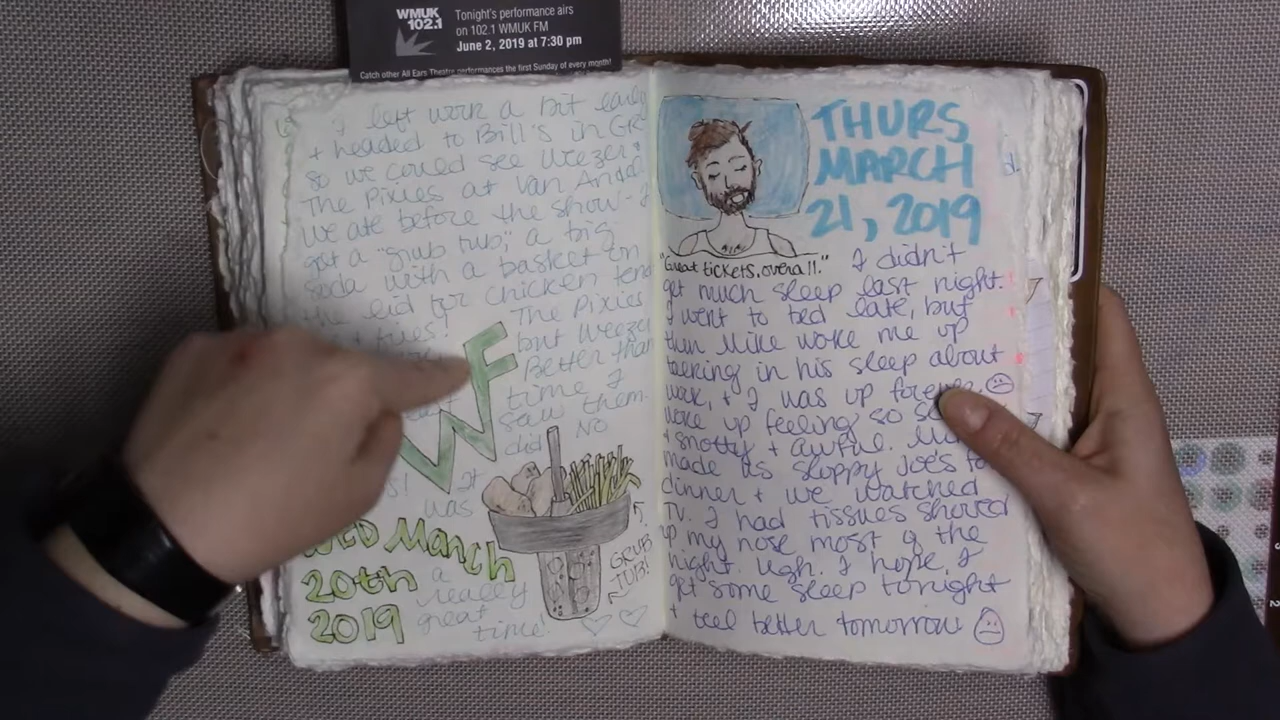 WMUK
102.1
Tonight's performance airs
on 102.1 WMUK FM
June 2, 2019 at 7:30 pm
Catch other All Ears Theatre performances the first Sunday of every month!
I left work a bit early
+ headed to Bill's in GR
so we could see Weezer +
The Pixies at Van Andel
we ate before the show - I
got a "grub tub," a big
soda with a basket on
the lid for chicken tend
+ fries!
The Pixies
but Weezer
Better than
time I
saw them.
did NO
W F
was
WED March
20th
2019
a
really
great
time!
GRUB
TUB!
THURS
MARCH
21, 2019
"Great tickets, overall."
I didn't
get much sleep last night.
I went to bed late, but
then Mike woke me up
talking in his sleep about
work, + I was up forever.
woke up feeling so
+ snotty + awful.
made us sloppy joe's
dinner + we watched
TV. I had tissues shoved
up my nose most of the
night. Ugh. I hope I
get some sleep tonight
+ feel better tomorrow